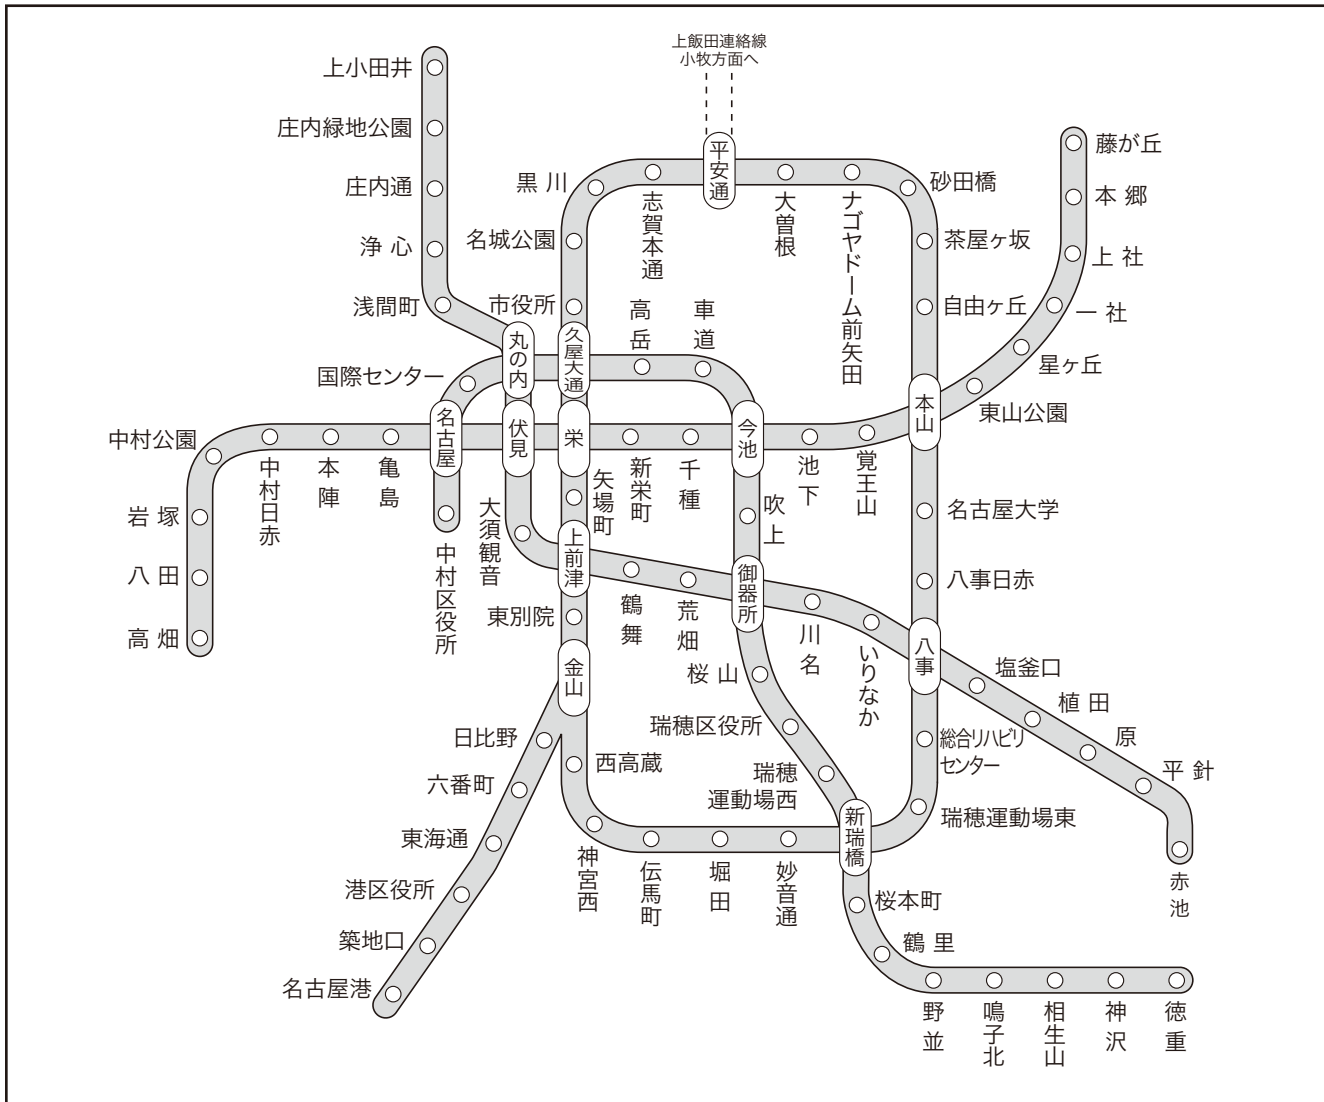 上飯田連絡線
小牧方面へ
上小田井
庄内緑地公園
庄内通
浄心
浅間町
黒川
名城公園
市役所
志賀本通
平安通
大曽根
ナゴヤドーム前矢田
砂田橋
茶屋ヶ坂
自由ヶ丘
藤が丘
本郷
上社
一社
星ヶ丘
東山公園
本山
丸の内
久屋大通
高岳
車道
国際センター
名古屋
伏見
栄
今池
中村公園
中村日赤
本陣
亀島
新栄町
千種
池下
覚王山
岩塚
八田
高畑
中村区役所
大須観音
矢場町
上前津
東別院
金山
鶴舞
荒畑
吹上
御器所
川名
いりなか
名古屋大学
八事日赤
八事
塩釜口
植田
原
平針
赤池
桜山
瑞穂区役所
瑞穂
運動場西
総合リハビリ
センター
瑞穂運動場東
新瑞橋
日比野
六番町
東海通
港区役所
築地口
名古屋港
西高蔵
神宮西
伝馬町
堀田
妙音通
桜本町
鶴里
野並
鳴子北
相生山
神沢
徳重